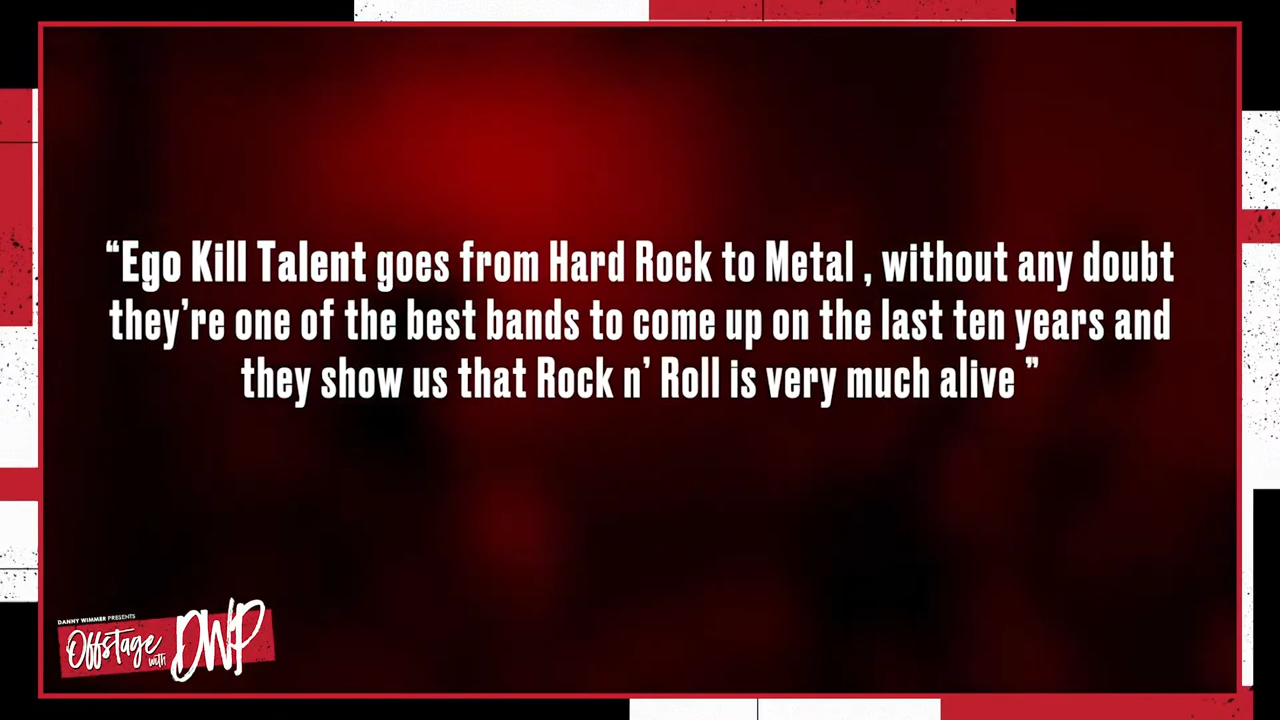 “Ego Kill Talent goes from Hard Rock to Metal , without any doubt
they’re one of the best bands to come up on the last ten years and
they show us that Rock n’ Roll is very much alive ”
DANNY WIMMER PRESENTS
Offstage with DWP